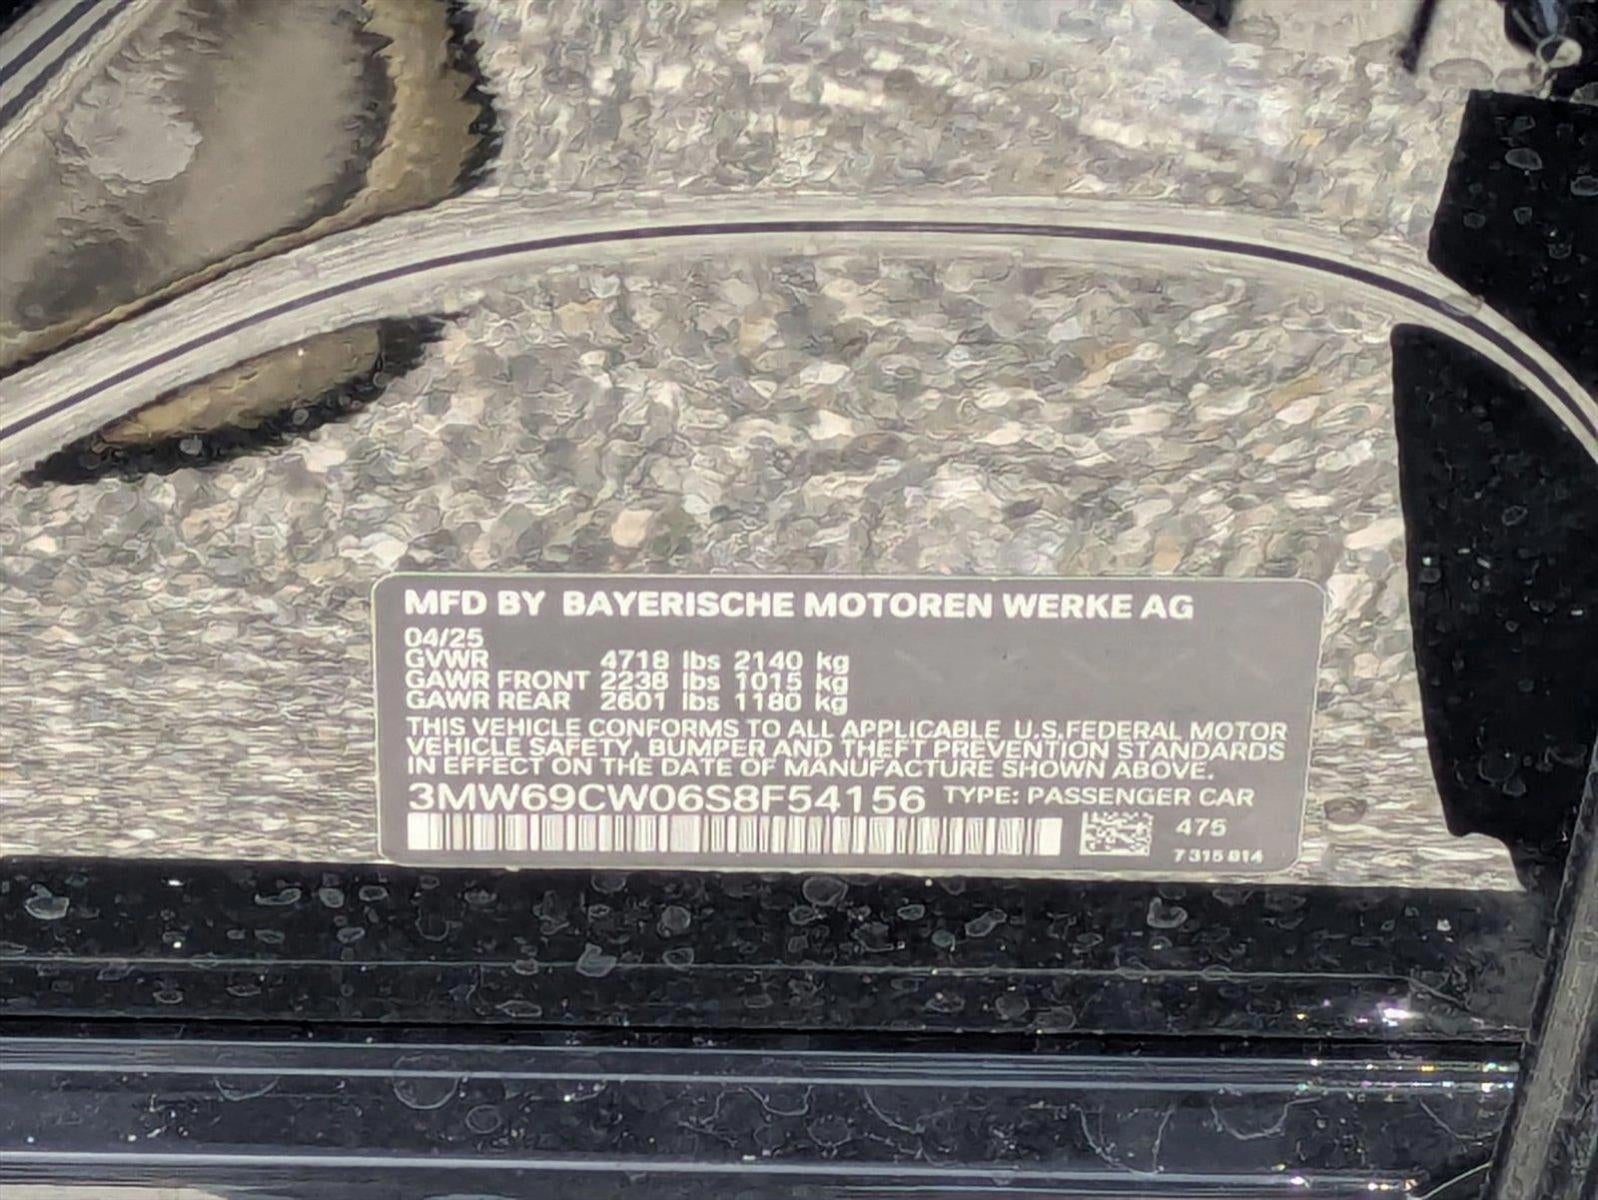 MFD BY BAYERISCHE MOTOREN WERKE AG
04/25
GVWR 4718 lbs 2140 kg
GAWR FRONT 2238 lbs 1015 kg
GAWR REAR 2601 lbs 1180 kg
THIS VEHICLE CONFORMS TO ALL APPLICABLE U.S.FEDERAL MOTOR
VEHICLE SAFETY, BUMPER AND THEFT PREVENTION STANDARDS
IN EFFECT ON THE DATE OF MANUFACTURE SHOWN ABOVE.
3MW69CW06S8F54156 TYPE: PASSENGER CAR
475
7 315 814